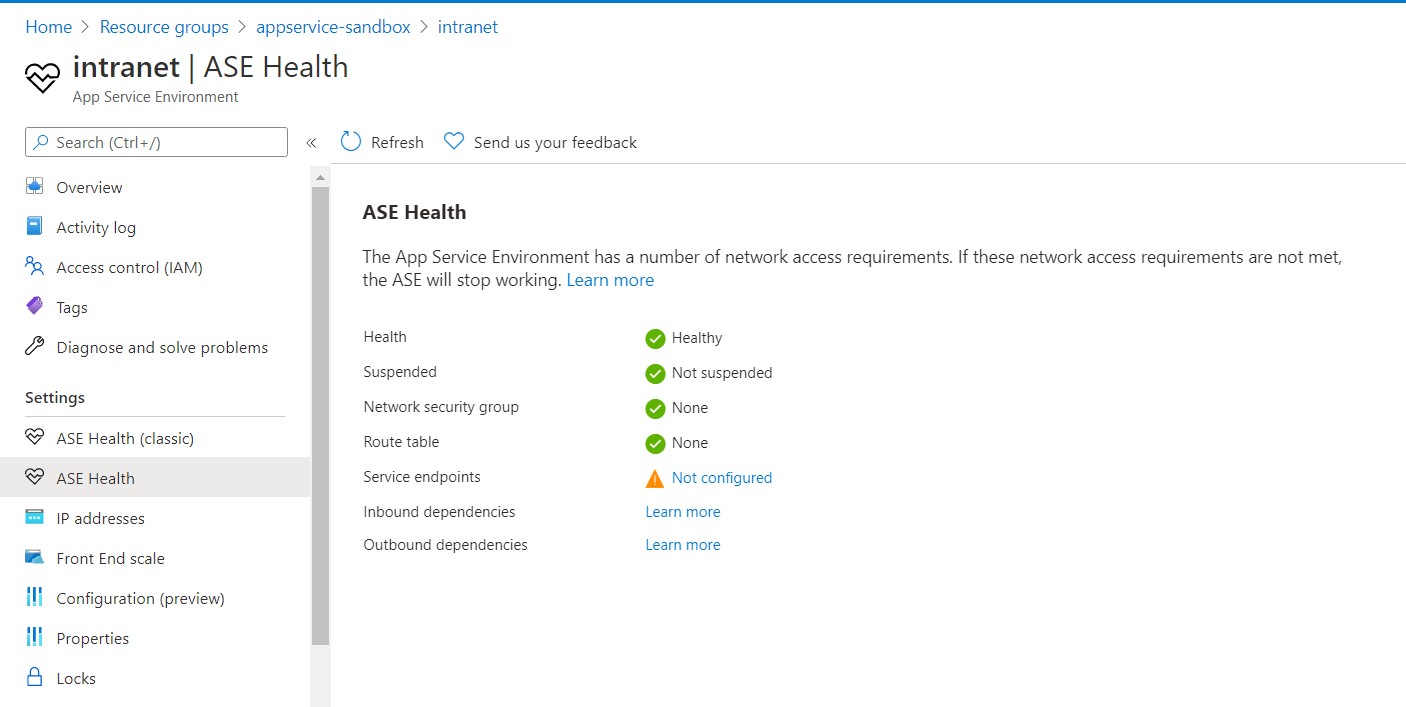 Home > Resource groups > appservice-sandbox > intranet
intranet | ASE Health
App Service Environment
Search (Ctrl+/)
«
Refresh
Send us your feedback
Overview
Activity log
Access control (IAM)
Tags
Diagnose and solve problems
Settings
ASE Health (classic)
ASE Health
IP addresses
Front End scale
Configuration (preview)
Properties
Locks
ASE Health
The App Service Environment has a number of network access requirements. If these network access requirements are not met,
the ASE will stop working. Learn more
Health Healthy
Suspended Not suspended
Network security group None
Route table None
Service endpoints Not configured
Inbound dependencies Learn more
Outbound dependencies Learn more